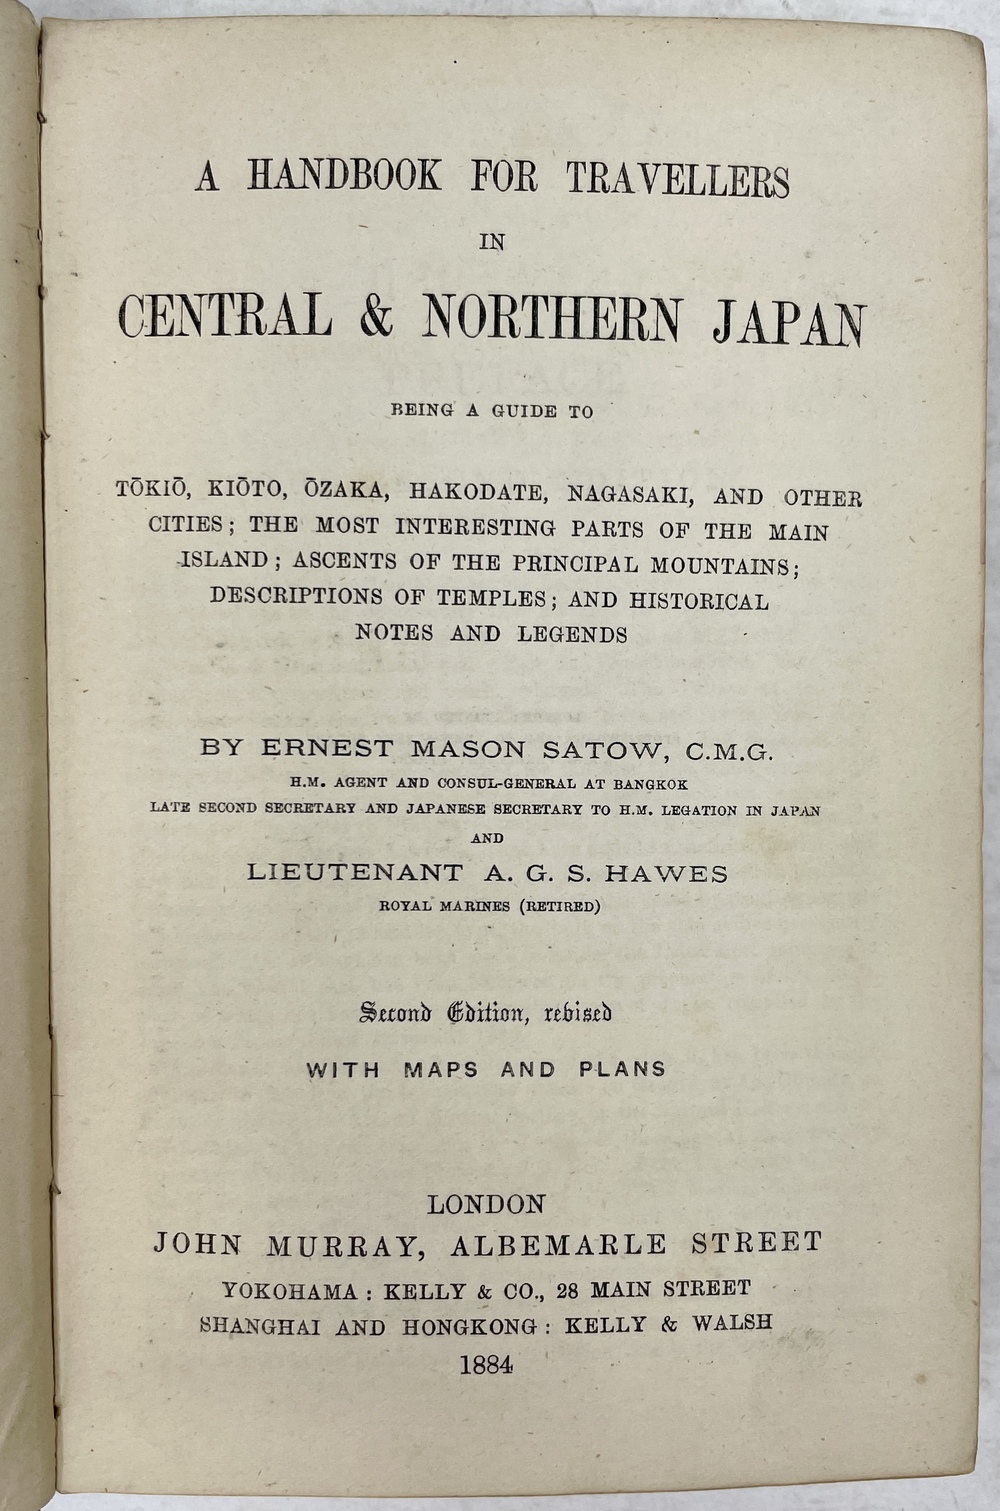 A HANDBOOK FOR TRAVELLERS
IN
CENTRAL & NORTHERN JAPAN
BEING A GUIDE TO
TŌKIŌ, KIŌTO, ŌZAKA, HAKODATE, NAGASAKI, AND OTHER
CITIES; THE MOST INTERESTING PARTS OF THE MAIN
ISLAND; ASCENTS OF THE PRINCIPAL MOUNTAINS;
DESCRIPTIONS OF TEMPLES; AND HISTORICAL
NOTES AND LEGENDS
BY ERNEST MASON SATOW, C.M.G.
H.M. AGENT AND CONSUL-GENERAL AT BANGKOK
LATE SECOND SECRETARY AND JAPANESE SECRETARY TO H.M. LEGATION IN JAPAN
AND
LIEUTENANT A. G. S. HAWES
ROYAL MARINES (RETIRED)
Second Edition, revised
WITH MAPS AND PLANS
LONDON
JOHN MURRAY, ALBEMARLE STREET
YOKOHAMA: KELLY & CO., 28 MAIN STREET
SHANGHAI AND HONGKONG: KELLY & WALSH
1884